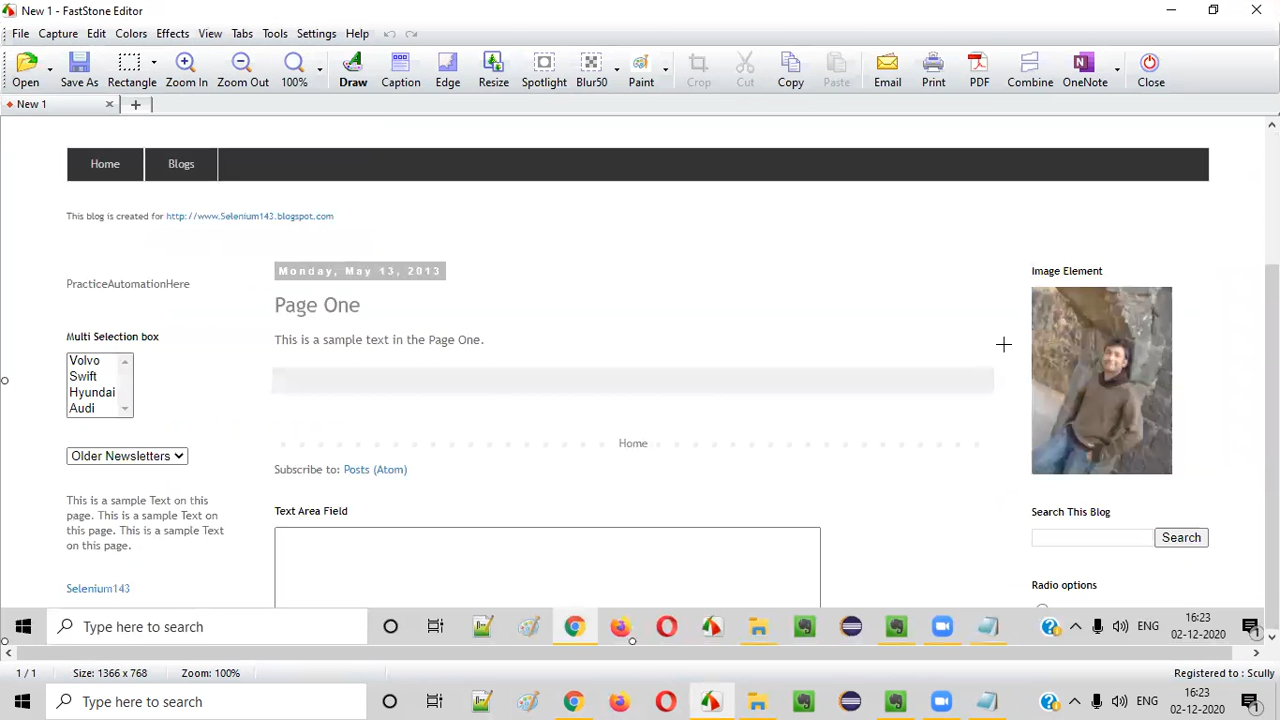 New 1 - FastStone Editor
File Capture Edit Colors Effects View Tabs Tools Settings Help
Open Save As Rectangle Zoom In Zoom Out 100% Draw Caption Edge Resize Spotlight Blur50 Paint Crop Cut Copy Paste Email Print PDF Combine OneNote Close
New 1
Home Blogs
This blog is created for http://www.Selenium143.blogspot.com
PracticeAutomationHere
Multi Selection box
Volvo
Swift
Hyundai
Audi
Older Newsletters
This is a sample Text on this
page. This is a sample Text on
this page. This is a sample Text
on this page.
Selenium143
Monday, May 13, 2013
Page One
This is a sample text in the Page One.
Home
Subscribe to: Posts (Atom)
Text Area Field
Image Element
Search This Blog
Search
Radio options
Type here to search
ENG
16:23
02-12-2020
1 / 1 Size: 1366 x 768 Zoom: 100% Registered to : Scully
Type here to search
ENG
16:23
02-12-2020